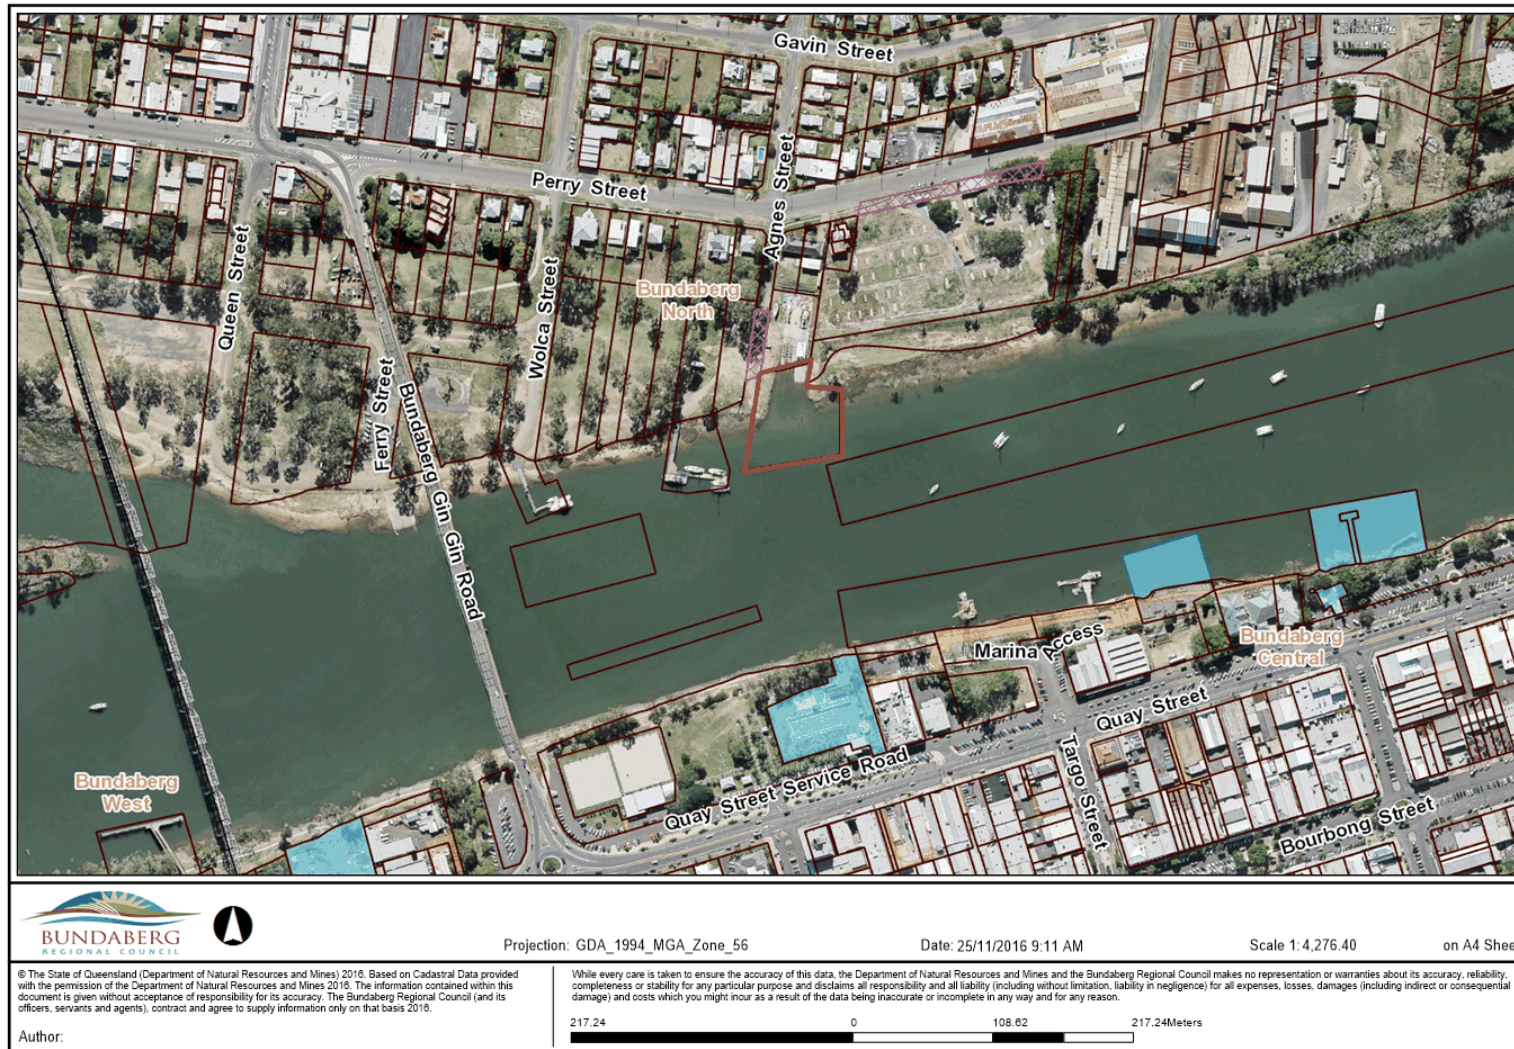 Gavin Street
Perry Street
Agnes Street
Queen Street
Wolca Street
Bundaberg
North
Ferry Street
Bundaberg Gin Gin Road
Marina Access
Bundaberg
Central
Quay Street
Targo Street
Quay Street Service Road
Bourbong Street
Bundaberg
West
BUNDABERG
REGIONAL COUNCIL
Projection: GDA_1994_MGA_Zone_56
Date: 25/11/2016 9:11 AM
Scale 1: 4,276.40
on A4 Shee
© The State of Queensland (Department of Natural Resources and Mines) 2016. Based on Cadastral Data provided
with the permission of the Department of Natural Resources and Mines 2016. The information contained within this
document is given without acceptance of responsibility for its accuracy. The Bundaberg Regional Council (and its
officers, servants and agents), contract and agree to supply information only on that basis 2016.
Author:
While every care is taken to ensure the accuracy of this data, the Department of Natural Resources and Mines and the Bundaberg Regional Council makes no representation or warranties about its accuracy, reliability,
completeness or stability for any particular purpose and disclaims all responsibility and all liability (including without limitation, liability in negligence) for all expenses, losses, damages (including indirect or consequential
damage) and costs which you might incur as a result of the data being inaccurate or incomplete in any way and for any reason.
217.24 0 108.62 217.24Meters